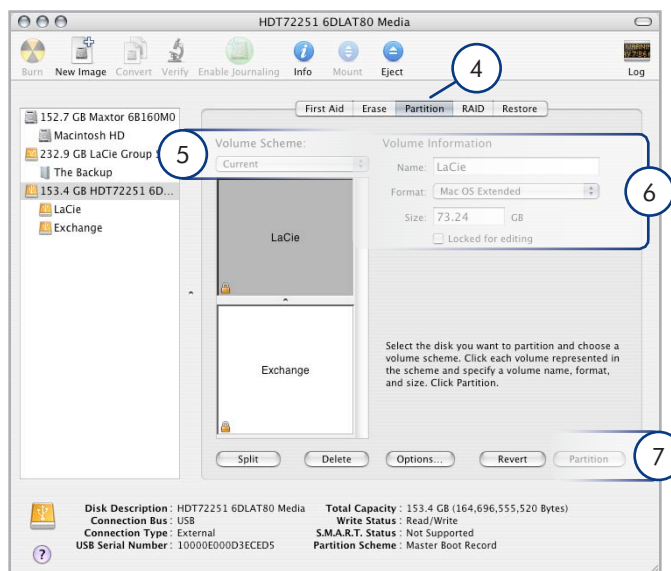 HDT72251 6DLAT80 Media
Burn New Image Convert Verify Enable Journaling Info Mount Eject Log
4
First Aid Erase Partition RAID Restore
152.7 GB Maxtor 6B160M0
Macintosh HD
232.9 GB LaCie Group
The Backup
153.4 GB HDT72251 6D...
LaCie
Exchange
5
Volume Scheme:
Current
Volume Information
Name: LaCie
Format: Mac OS Extended
Size: 73.24 GB
Locked for editing
6
LaCie
Exchange
Select the disk you want to partition and choose a
volume scheme. Click each volume represented in
the scheme and specify a volume name, format,
and size. Click Partition.
Split Delete Options... Revert Partition
7
Disk Description : HDT72251 6DLAT80 Media
Connection Bus : USB
Connection Type : External
USB Serial Number : 10000E000D3ECED5
Total Capacity : 153.4 GB (164,696,555,520 Bytes)
Write Status : Read/Write
S.M.A.R.T. Status : Not Supported
Partition Scheme : Master Boot Record
?